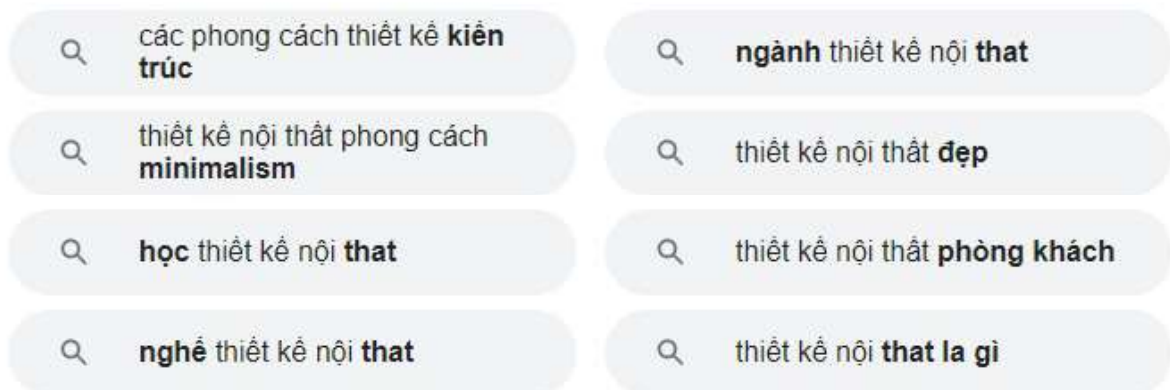 các phong cách thiết kế kiến
trúc
ngành thiết kế nội that
thiết kế nội thất phong cách
minimalism
thiết kế nội thất đẹp
học thiết kế nội that
thiết kế nội thất phòng khách
nghề thiết kế nội that
thiết kế nội that la gì